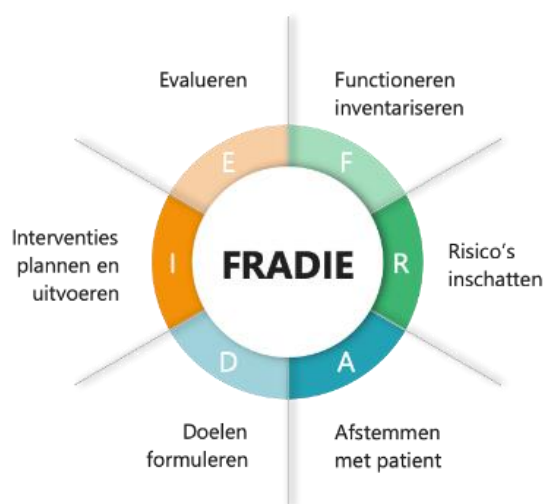 Evalueren
Functioneren
inventariseren
E
F
Interventies
plannen en
uitvoeren
I
FRADIE
R
Risico's
inschatten
D
A
Doelen
formuleren
Afstemmen
met patient